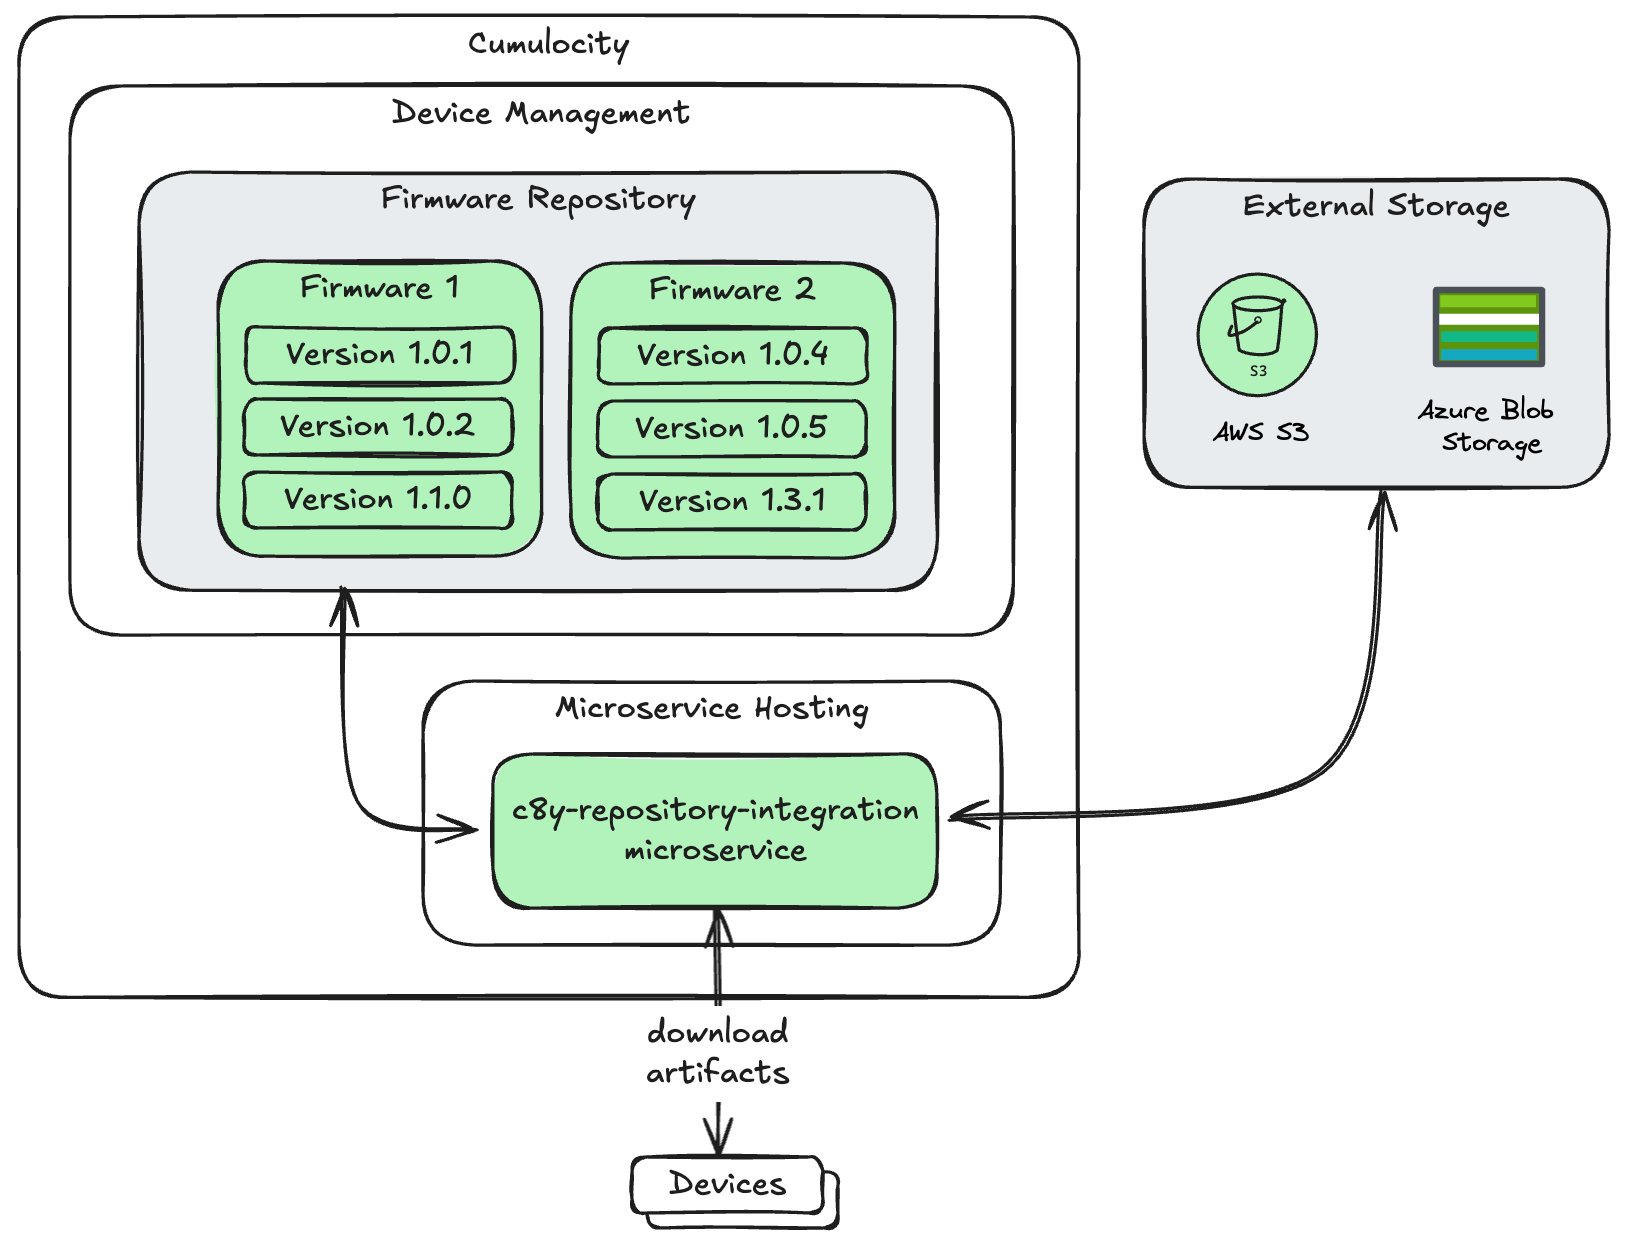 Cumulocity
Device Management
Firmware Repository
Firmware 1
Version 1.0.1
Version 1.0.2
Version 1.1.0
Firmware 2
Version 1.0.4
Version 1.0.5
Version 1.3.1
External Storage
S3
AWS S3
Azure Blob
Storage
Microservice Hosting
c8y-repository-integration
microservice
download
artifacts
Devices